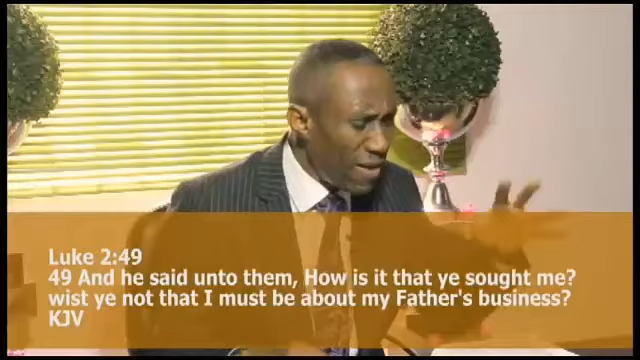 Luke 2:49
49 And he said unto them, How is it that ye sought me?
wist ye not that I must be about my Father's business?
KJV